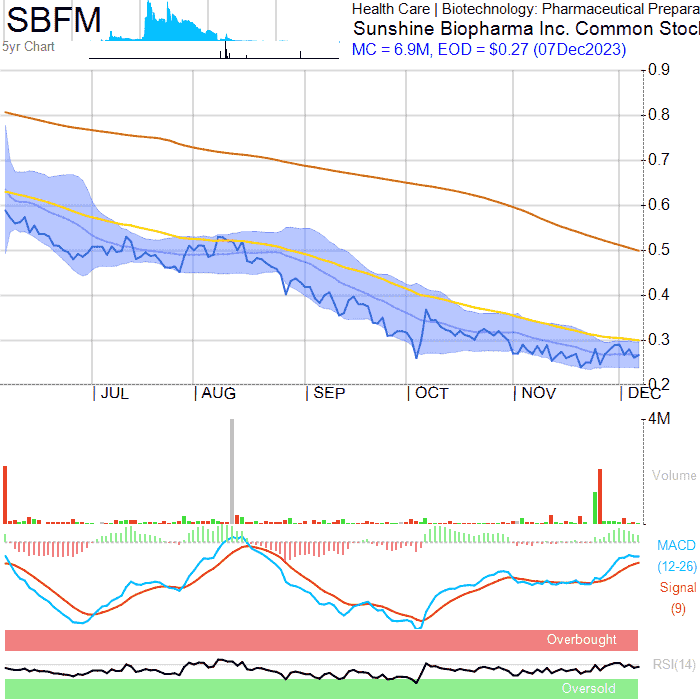 SBFM
5yr Chart
Health Care | Biotechnology: Pharmaceutical Prepara
Sunshine Biopharma Inc. Common Stoc
MC = 6.9M, EOD = $0.27 (07Dec2023)
0.9
0.8
0.7
0.6
0.5
0.4
0.3
0.2
JUL AUG SEP OCT NOV DEC
4M
Volume
MACD
(12-26)
Signal
(9)
Overbought
RSI(14)
Oversold